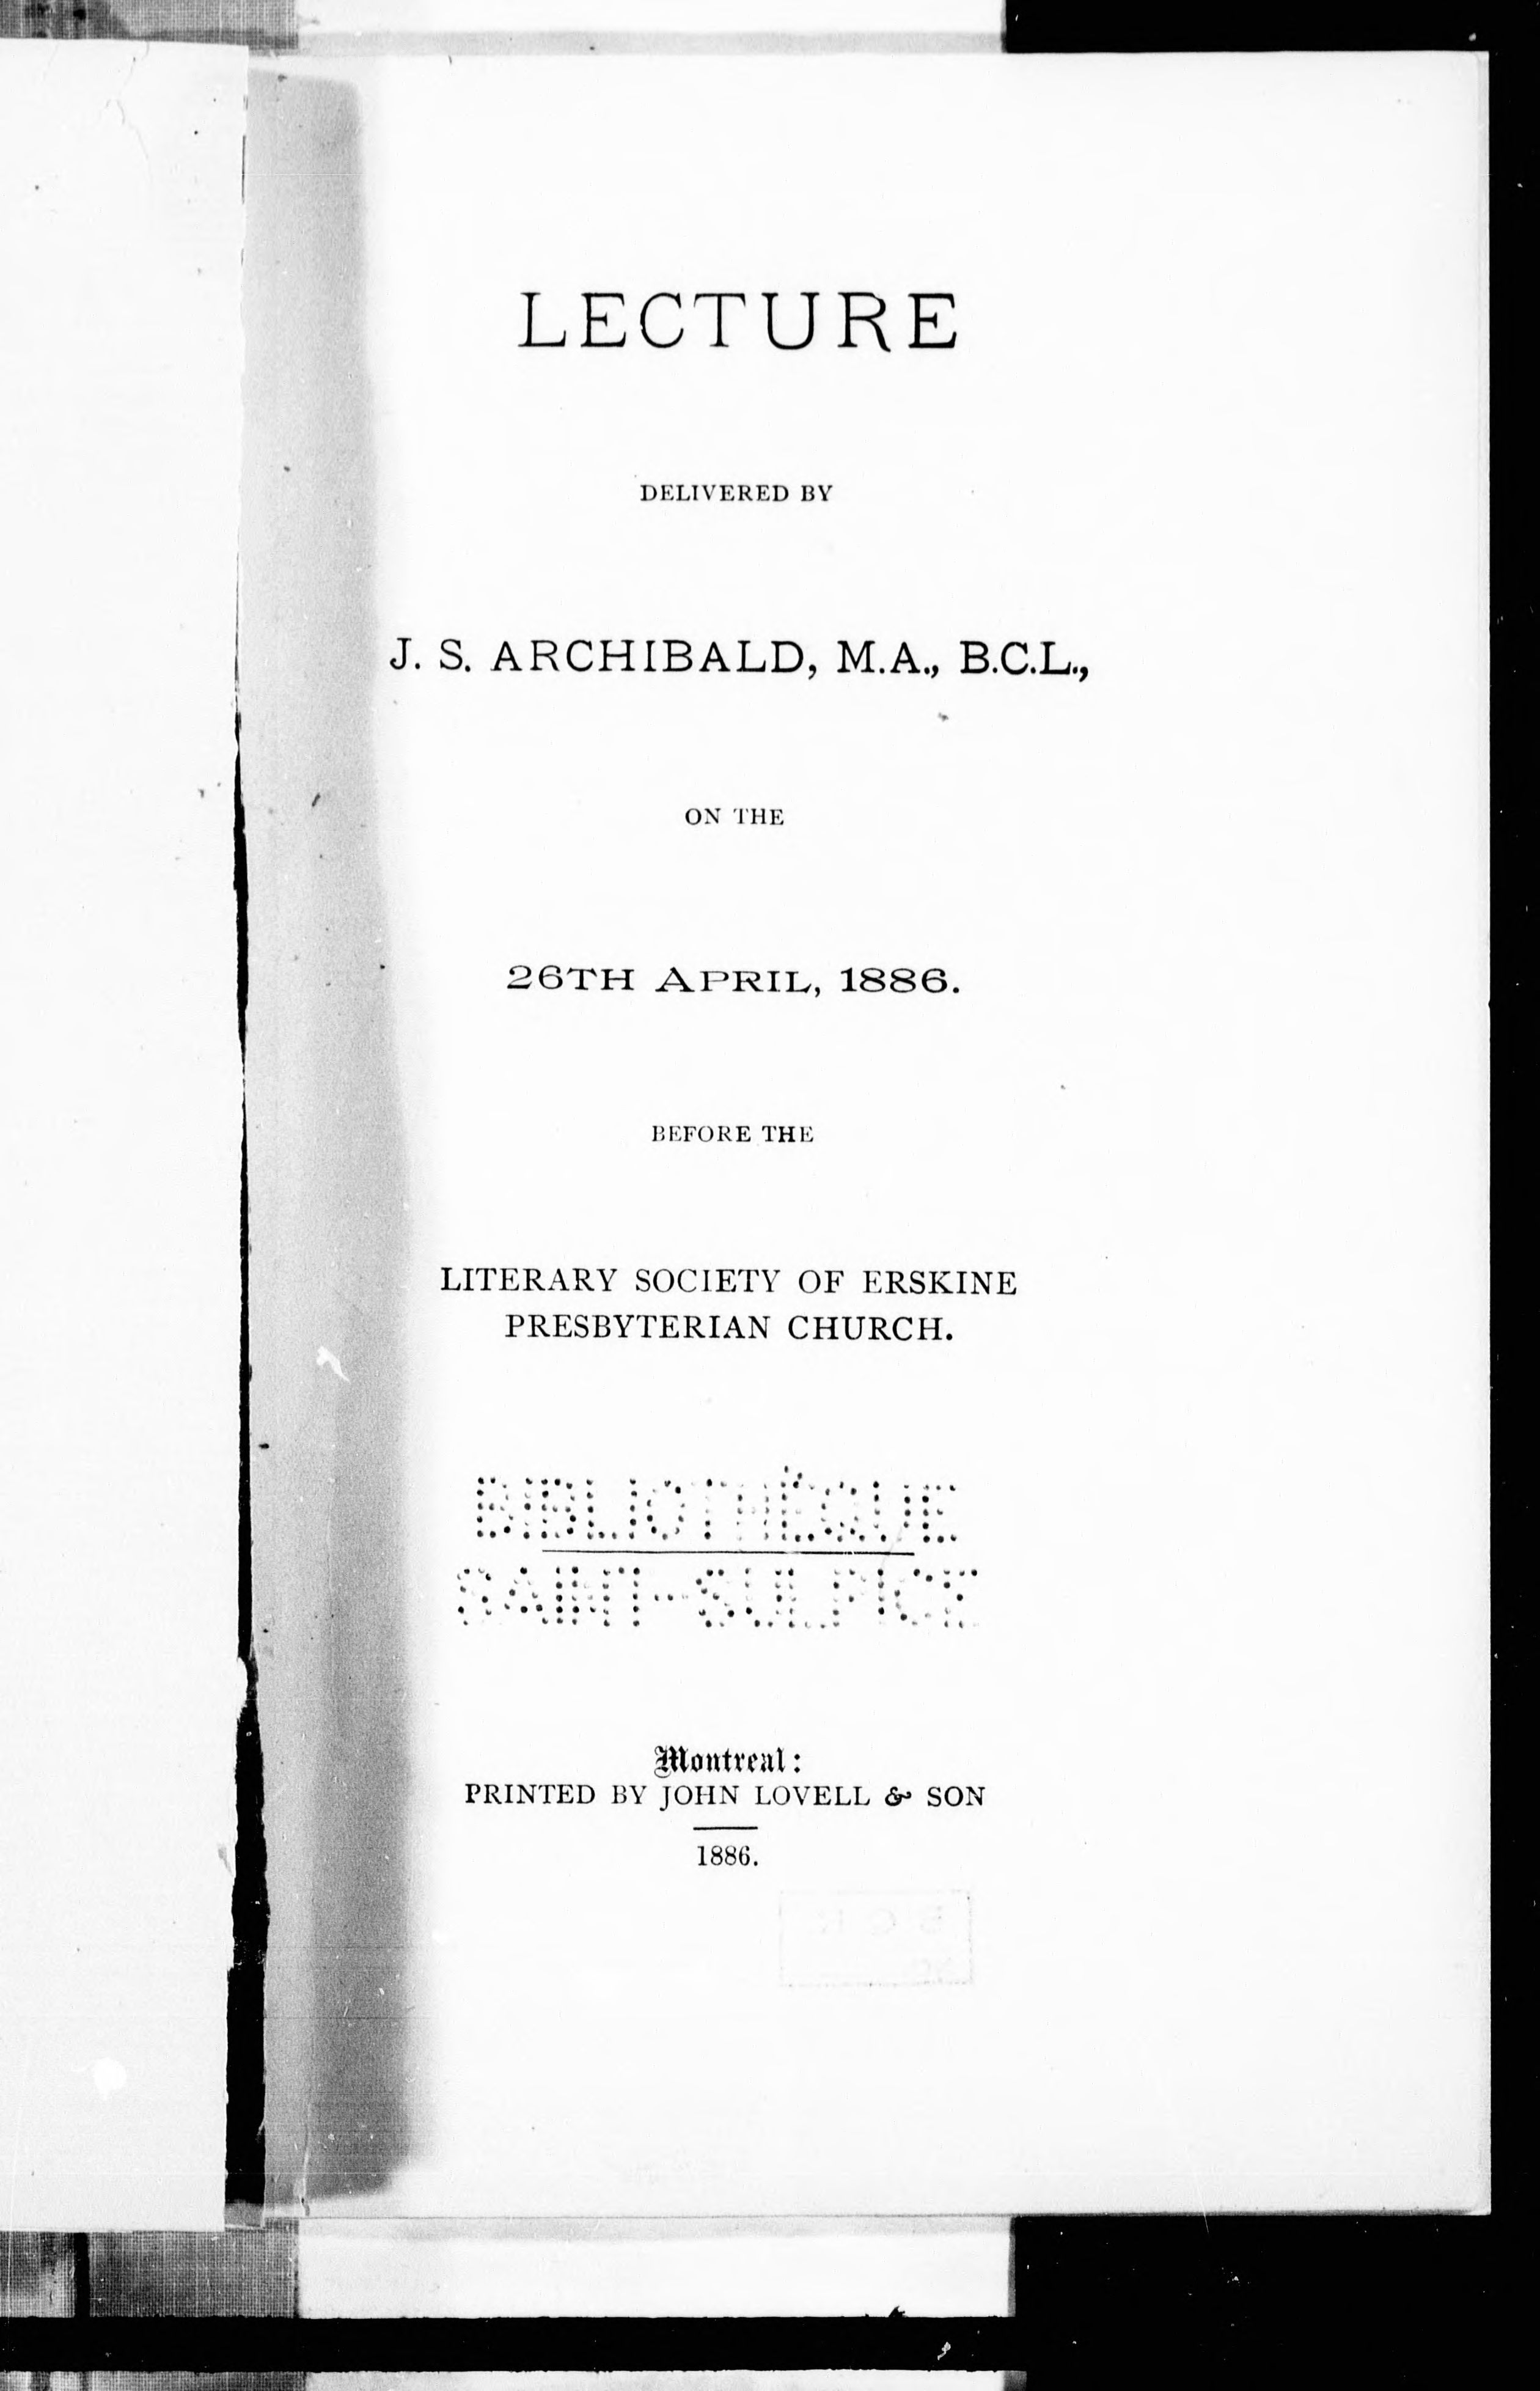 LECTURE
DELIVERED BY
J. S. ARCHIBALD, M.A., B.C.L.,
ON THE
26TH APRIL, 1886.
BEFORE THE
LITERARY SOCIETY OF ERSKINE
PRESBYTERIAN CHURCH.
BIBLIOTHÈQUE
SAINT-SULPICE
Montreal:
PRINTED BY JOHN LOVELL & SON
1886.